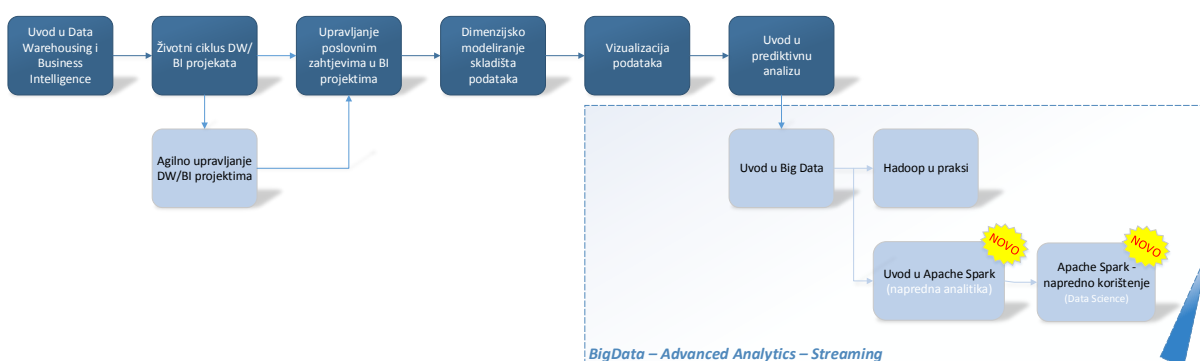 Uvod u Data
Warehousing i
Business
Intelligence
Životni ciklus DW/
BI projekata
Upravljanje
poslovnim
zahtjevima u BI
projektima
Dimenzijsko
modeliranje
skladišta
podataka
Vizualizacija
podataka
Uvod u
prediktivnu
analizu
Agilno upravljanje
DW/BI projektima
Uvod u Big Data
Hadoop u praksi
NOVO
Uvod u Apache Spark
(napredna analitika)
NOVO
Apache Spark -
napredno korištenje
(Data Science)
BigData – Advanced Analytics – Streaming